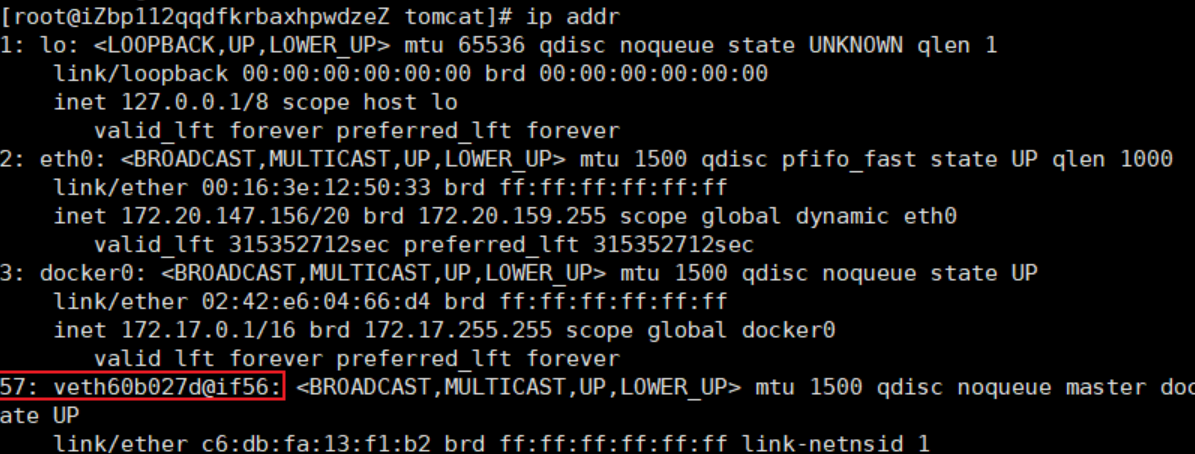 [root@iZbp112qqdfkrbaxhpwdzeZ tomcat]# ip addr
1: lo: <LOOPBACK,UP,LOWER_UP> mtu 65536 qdisc noqueue state UNKNOWN qlen 1
    link/loopback 00:00:00:00:00:00 brd 00:00:00:00:00:00
    inet 127.0.0.1/8 scope host lo
       valid_lft forever preferred_lft forever
2: eth0: <BROADCAST,MULTICAST,UP,LOWER_UP> mtu 1500 qdisc pfifo_fast state UP qlen 1000
    link/ether 00:16:3e:12:50:33 brd ff:ff:ff:ff:ff:ff
    inet 172.20.147.156/20 brd 172.20.159.255 scope global dynamic eth0
       valid_lft 315352712sec preferred_lft 315352712sec
3: docker0: <BROADCAST,MULTICAST,UP,LOWER_UP> mtu 1500 qdisc noqueue state UP
    link/ether 02:42:e6:04:66:d4 brd ff:ff:ff:ff:ff:ff
    inet 172.17.0.1/16 brd 172.17.255.255 scope global docker0
       valid_lft forever preferred_lft forever
57: veth60b027d@if56: <BROADCAST,MULTICAST,UP,LOWER_UP> mtu 1500 qdisc noqueue master doc
ate UP
    link/ether c6:db:fa:13:f1:b2 brd ff:ff:ff:ff:ff:ff link-netnsid 1